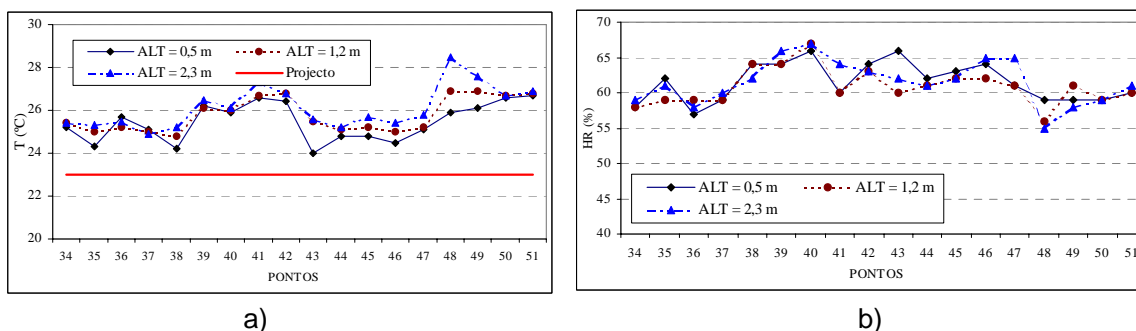 30
28
26
24
22
20
T (ºC)
ALT = 0,5 m
ALT = 1,2 m
ALT = 2,3 m
Projecto
34 35 36 37 38 39 40 41 42 43 44 45 46 47 48 49 50 51
PONTOS
a)
70
65
60
55
50
45
40
HR (%)
ALT = 0,5 m
ALT = 1,2 m
ALT = 2,3 m
34 35 36 37 38 39 40 41 42 43 44 45 46 47 48 49 50 51
PONTOS
b)